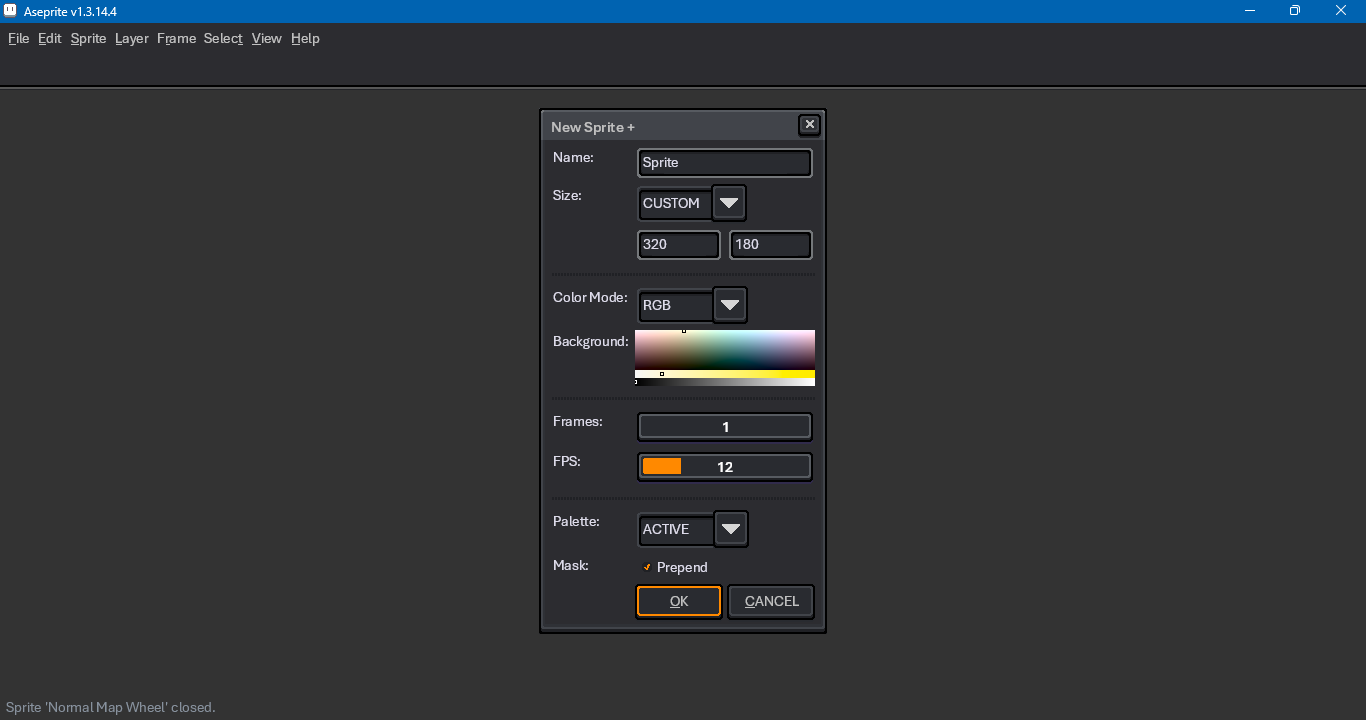 Aseprite v1.3.14.4
File Edit Sprite Layer Frame Select View Help
New Sprite +
Name: Sprite
Size: CUSTOM
320 180
Color Mode: RGB
Background:
Frames: 1
FPS: 12
Palette: ACTIVE
Mask: Prepend
OK CANCEL
Sprite 'Normal Map Wheel' closed.